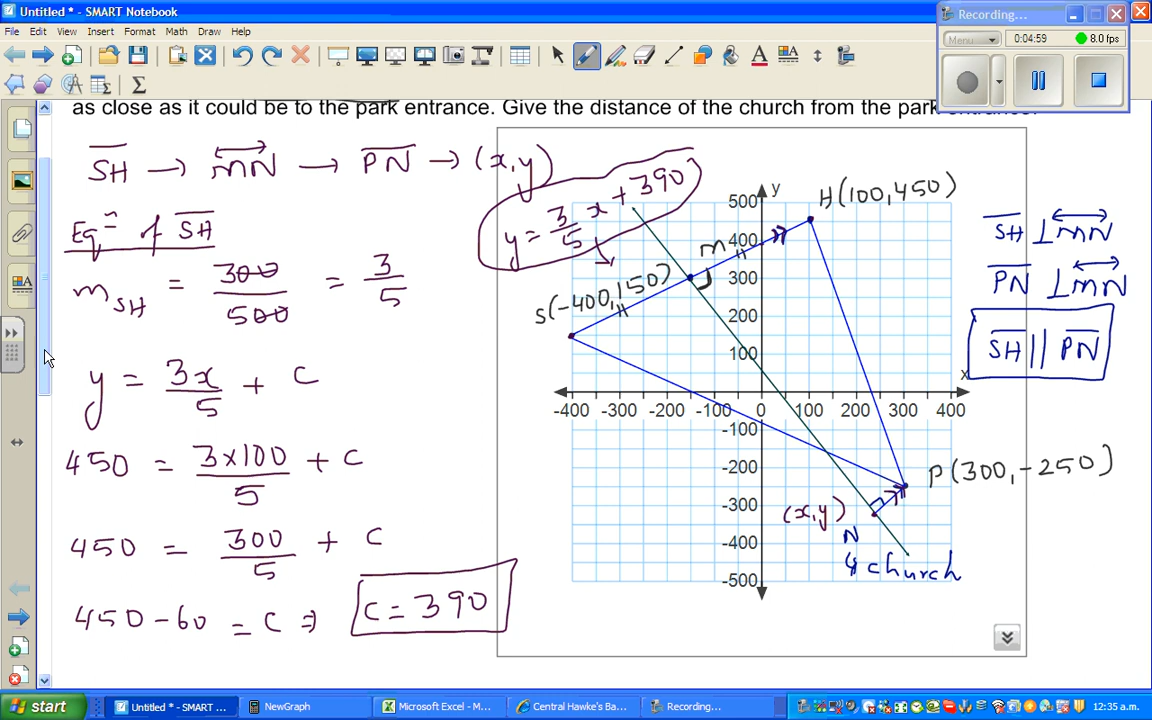 Untitled * - SMART Notebook
File Edit View Insert Format Math Draw Help
Recording...
Menu 0:04:59 8.0 fps
as close as it could be to the park entrance. Give the distance of the church from the park entrance.
SH → MN → PN → (x,y)
y = 3/5 x + 390
Eqn of SH
m SH = 300/500 = 3/5
y = 3x/5 + C
450 = 3×100/5 + C
450 = 300/5 + C
450 - 60 = C ⇒ C = 390
y
500
400
300
200
100
x
-400 -300 -200 -100 0 100 200 300 400
-100
-200
-300
-400
-500
H(100,450)
m
S(-400,150)
P(300,-250)
(x,y)
N
church
SH ⊥ MN
PN ⊥ MN
SH || PN
start
Untitled * - SMART ...
NewGraph
Microsoft Excel - M...
Central Hawke's Ba...
Recording...
12:35 a.m.